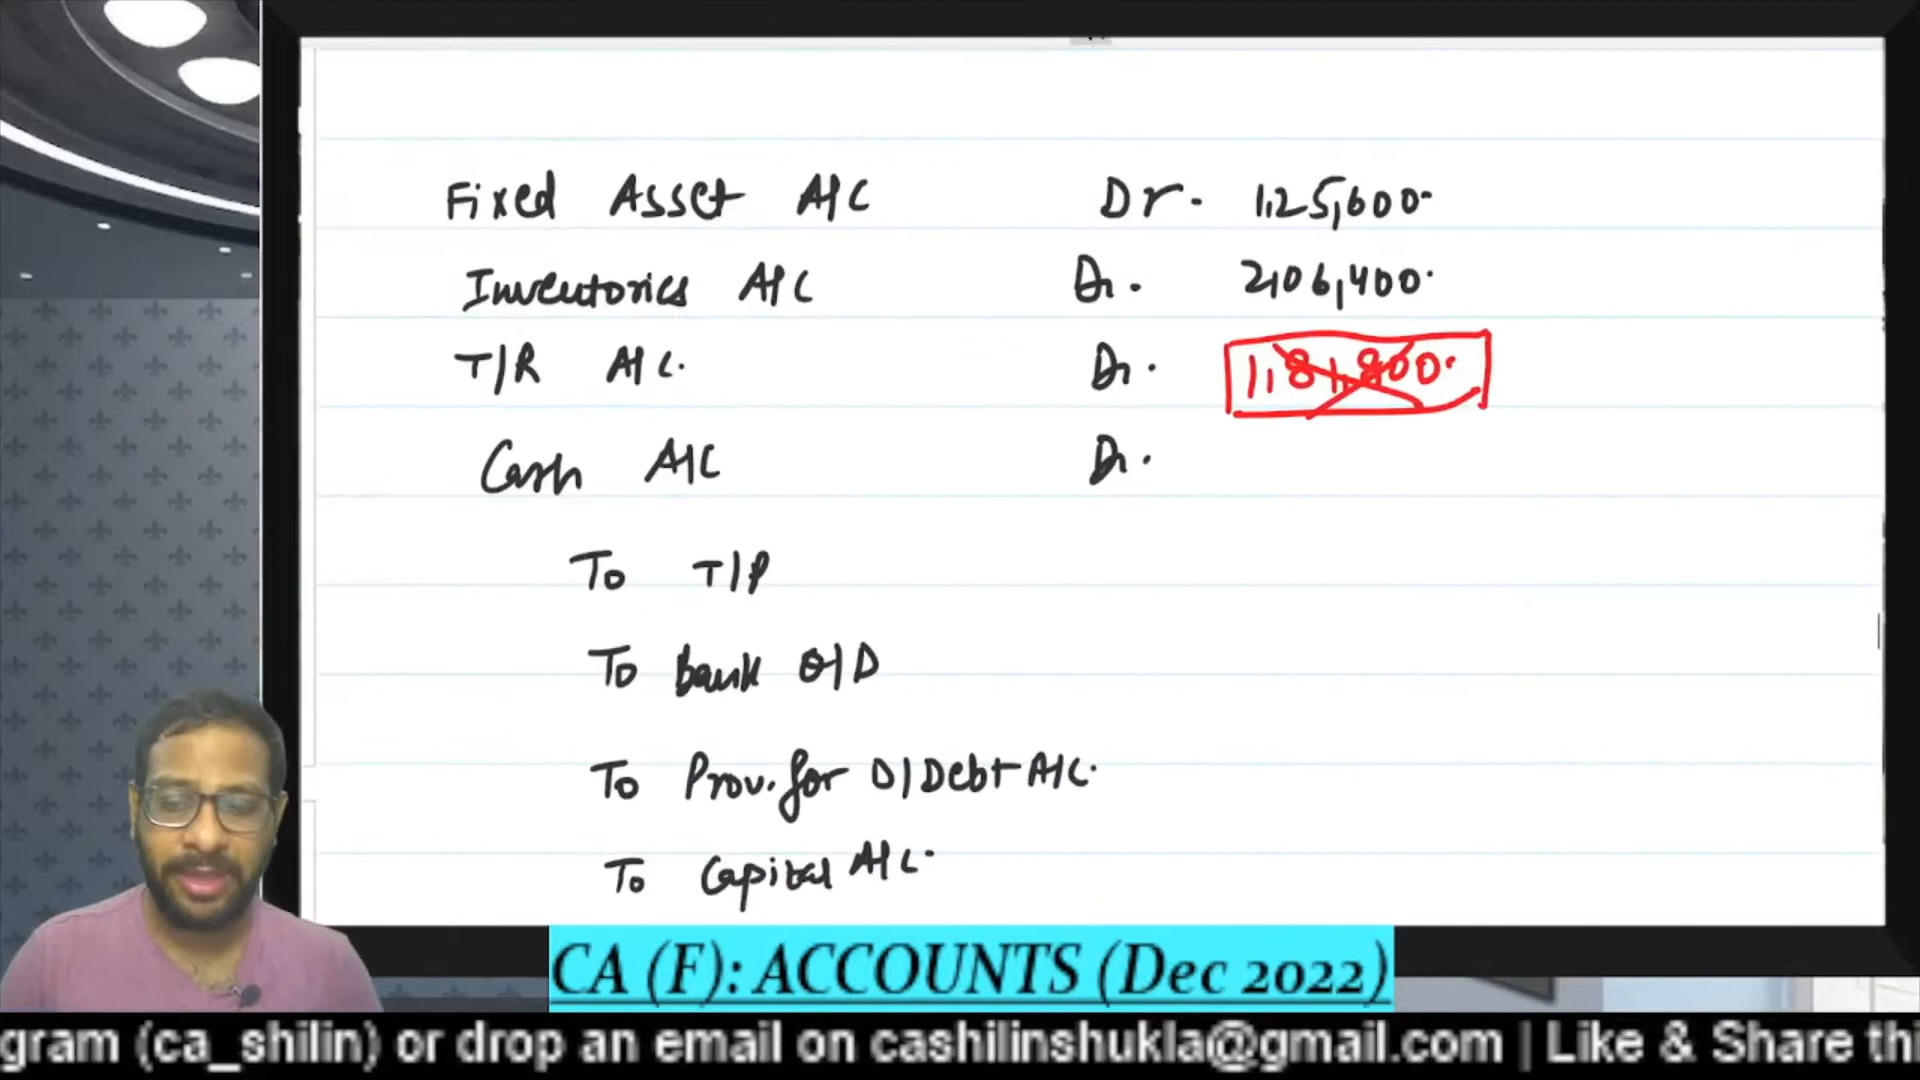 Fixed Asset A/C Dr. 1,25,600.
Inventories A/C Dr. 2,06,400.
T/R A/C. Dr. 1,81,800.
Cash A/C Dr.
To T/P
To bank O/D
To Prov. for D/Debt A/C.
To Capital A/C.
CA (F): ACCOUNTS (Dec 2022)
gram (ca_shilin) or drop an email on cashilinshukla@gmail.com | Like & Share thi